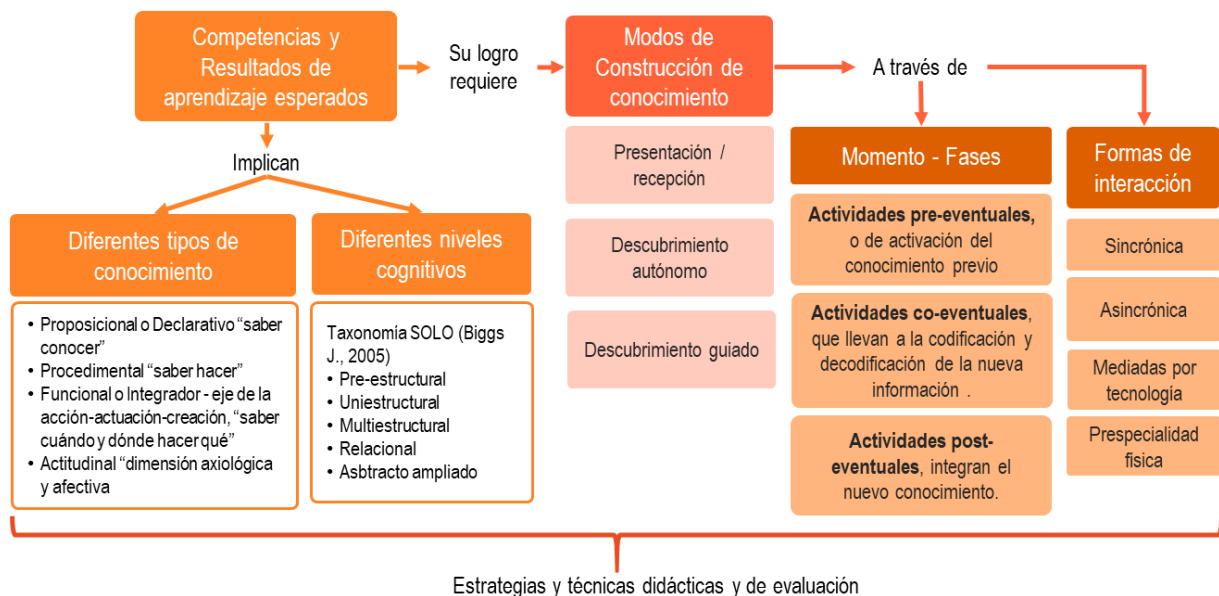 Competencias y
Resultados de
aprendizaje esperados
Su logro
requiere
Modos de
Construcción de
conocimiento
A través de
Implican
Diferentes tipos de
conocimiento
• Proposicional o Declarativo “saber
conocer”
• Procedimental “saber hacer”
• Funcional o Integrador - eje de la
acción-actuación-creación, “saber
cuándo y dónde hacer qué”
• Actitudinal “dimensión axiológica
y afectiva
Diferentes niveles
cognitivos
Taxonomía SOLO (Biggs
J., 2005)
• Pre-estructural
• Uniestructural
• Multiestructural
• Relacional
• Asbtracto ampliado
Presentación /
recepción
Descubrimiento
autónomo
Descubrimiento guiado
Momento - Fases
Actividades pre-eventuales,
o de activación del
conocimiento previo
Actividades co-eventuales,
que llevan a la codificación y
decodificación de la nueva
información .
Actividades post-
eventuales, integran el
nuevo conocimiento.
Formas de
interacción
Sincrónica
Asincrónica
Mediadas por
tecnología
Prespecialidad
física
Estrategias y técnicas didácticas y de evaluación